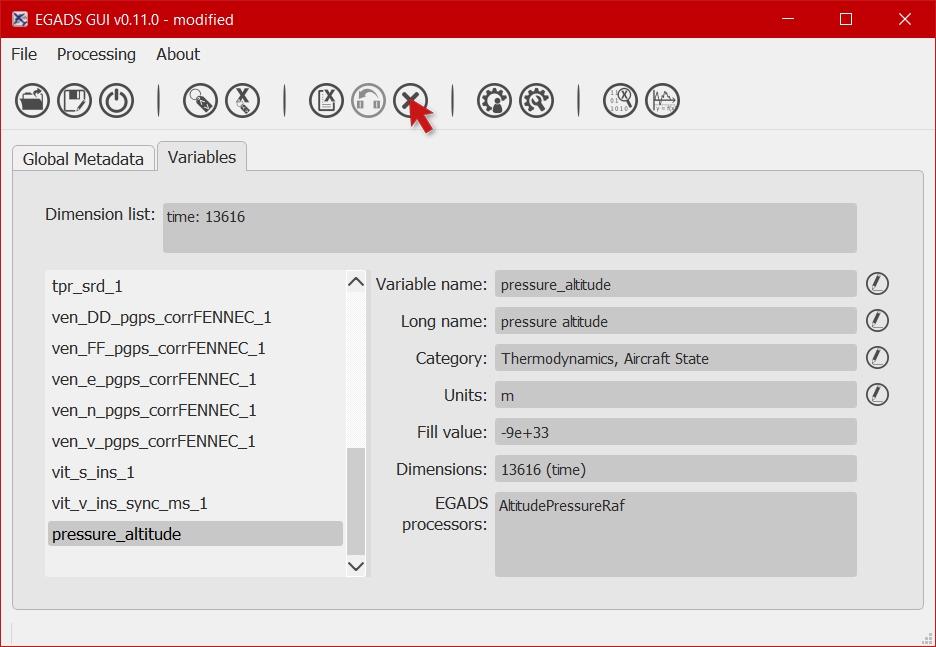 EGADS GUI v0.11.0 - modified
File Processing About
Global Metadata Variables
Dimension list: time: 13616
tpr_srd_1
ven_DD_pgps_corrFENNEC_1
ven_FF_pgps_corrFENNEC_1
ven_e_pgps_corrFENNEC_1
ven_n_pgps_corrFENNEC_1
ven_v_pgps_corrFENNEC_1
vit_s_ins_1
vit_v_ins_sync_ms_1
pressure_altitude
Variable name: pressure_altitude
Long name: pressure altitude
Category: Thermodynamics, Aircraft State
Units: m
Fill value: -9e+33
Dimensions: 13616 (time)
EGADS processors: AltitudePressureRaf